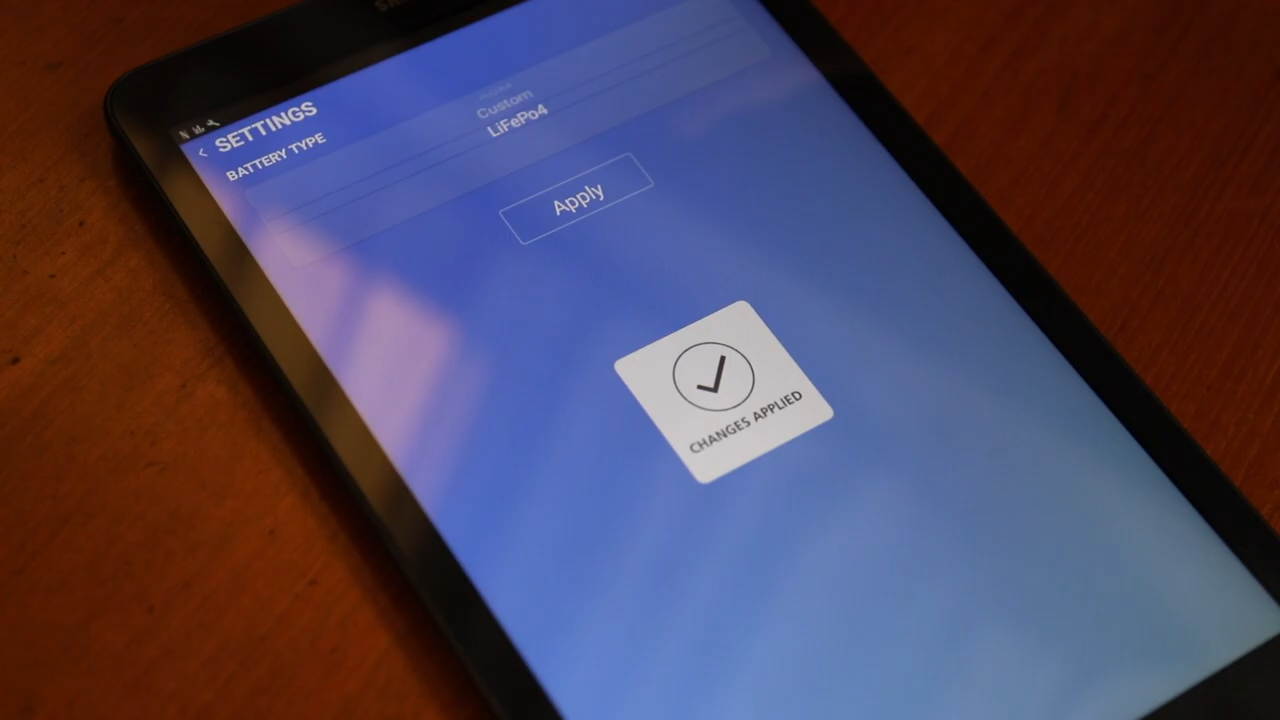 SETTINGS
BATTERY TYPE
Custom
LiFePo4
Apply
CHANGES APPLIED